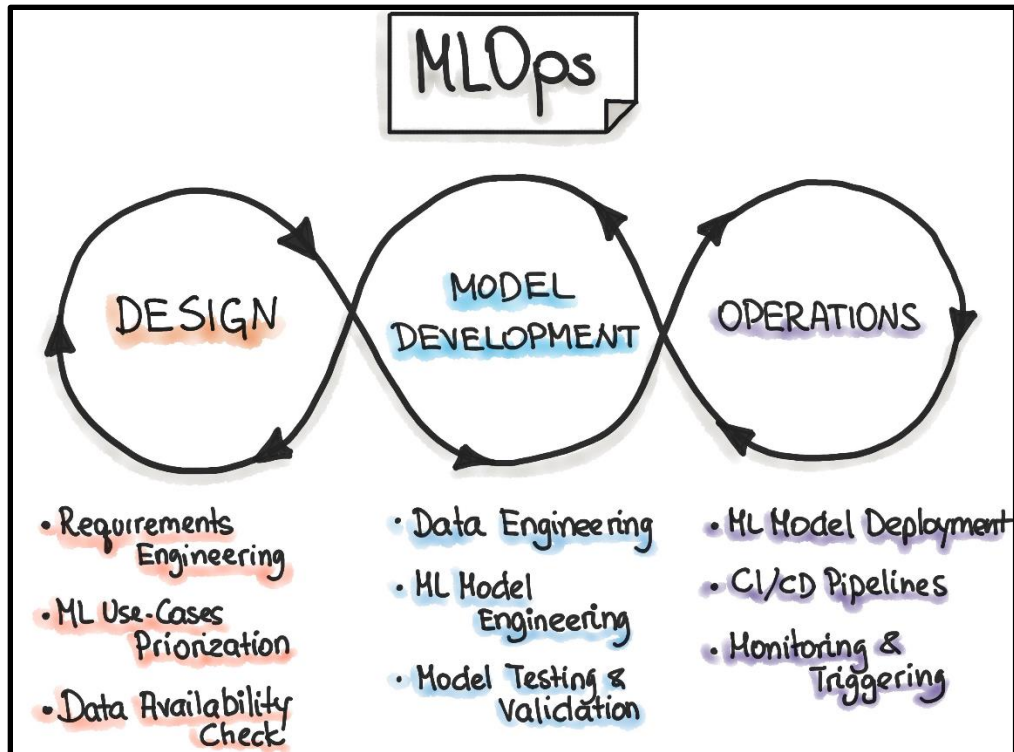 MLOps
DESIGN
MODEL
DEVELOPMENT
OPERATIONS
• Requirements
Engineering
• ML Use-Cases
Priorization
• Data Availability
Check
• Data Engineering
• ML Model
Engineering
• Model Testing &
Validation
• ML Model Deployment
• CI/CD Pipelines
• Monitoring &
Triggering